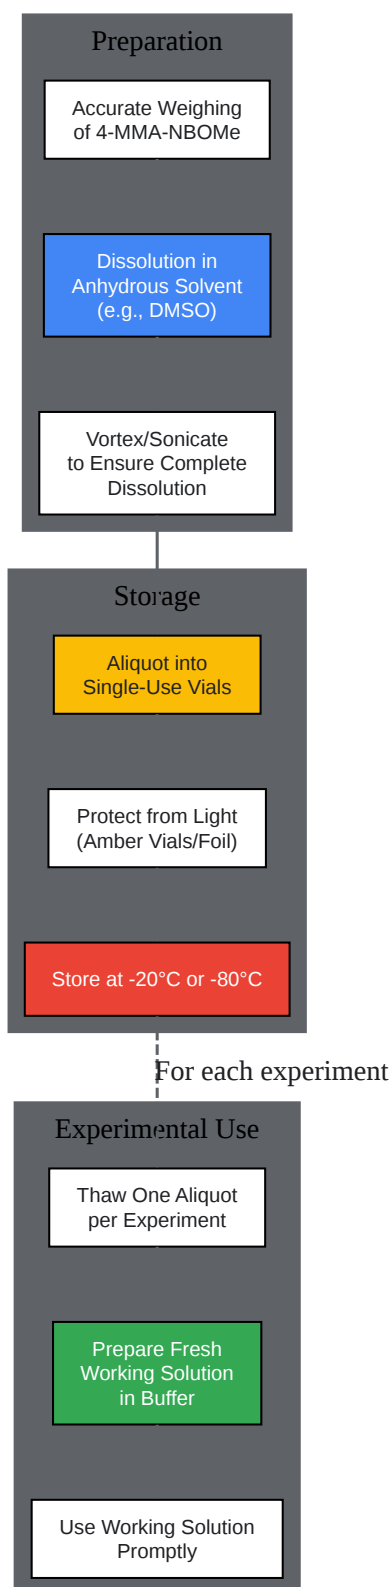 Preparation
Accurate Weighing
of 4-MMA-NBOMe
Dissolution in
Anhydrous Solvent
(e.g., DMSO)
Vortex/Sonicate
to Ensure Complete
Dissolution
Storage
Aliquot into
Single-Use Vials
Protect from Light
(Amber Vials/Foil)
Store at -20°C or -80°C
For each experiment
Experimental Use
Thaw One Aliquot
per Experiment
Prepare Fresh
Working Solution
in Buffer
Use Working Solution
Promptly